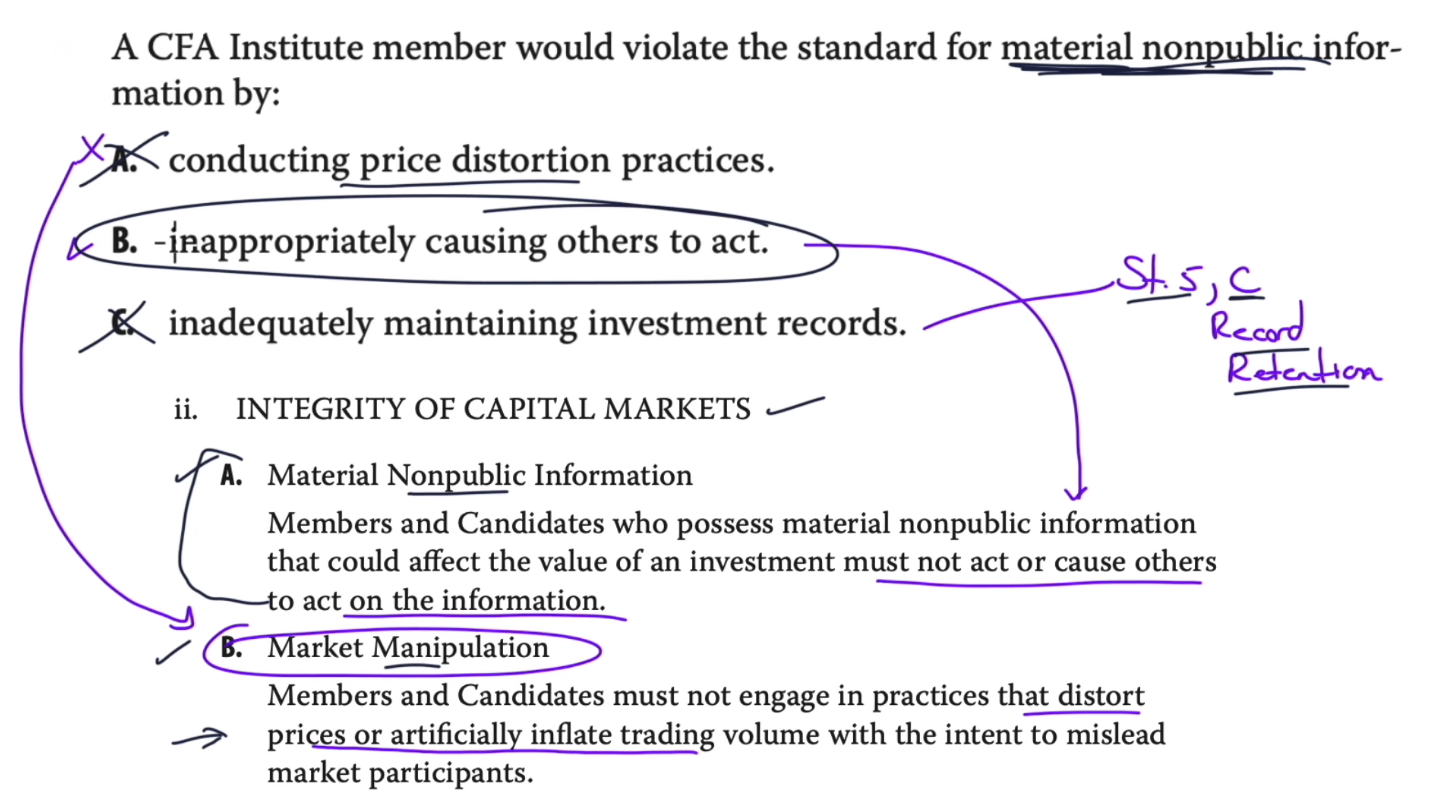 A CFA Institute member would violate the standard for material nonpublic infor-
mation by:
A. conducting price distortion practices.
B. -inappropriately causing others to act.
C. inadequately maintaining investment records.
St. 5, C
Record
Retention
ii. INTEGRITY OF CAPITAL MARKETS
A. Material Nonpublic Information
Members and Candidates who possess material nonpublic information
that could affect the value of an investment must not act or cause others
to act on the information.
B. Market Manipulation
Members and Candidates must not engage in practices that distort
prices or artificially inflate trading volume with the intent to mislead
market participants.